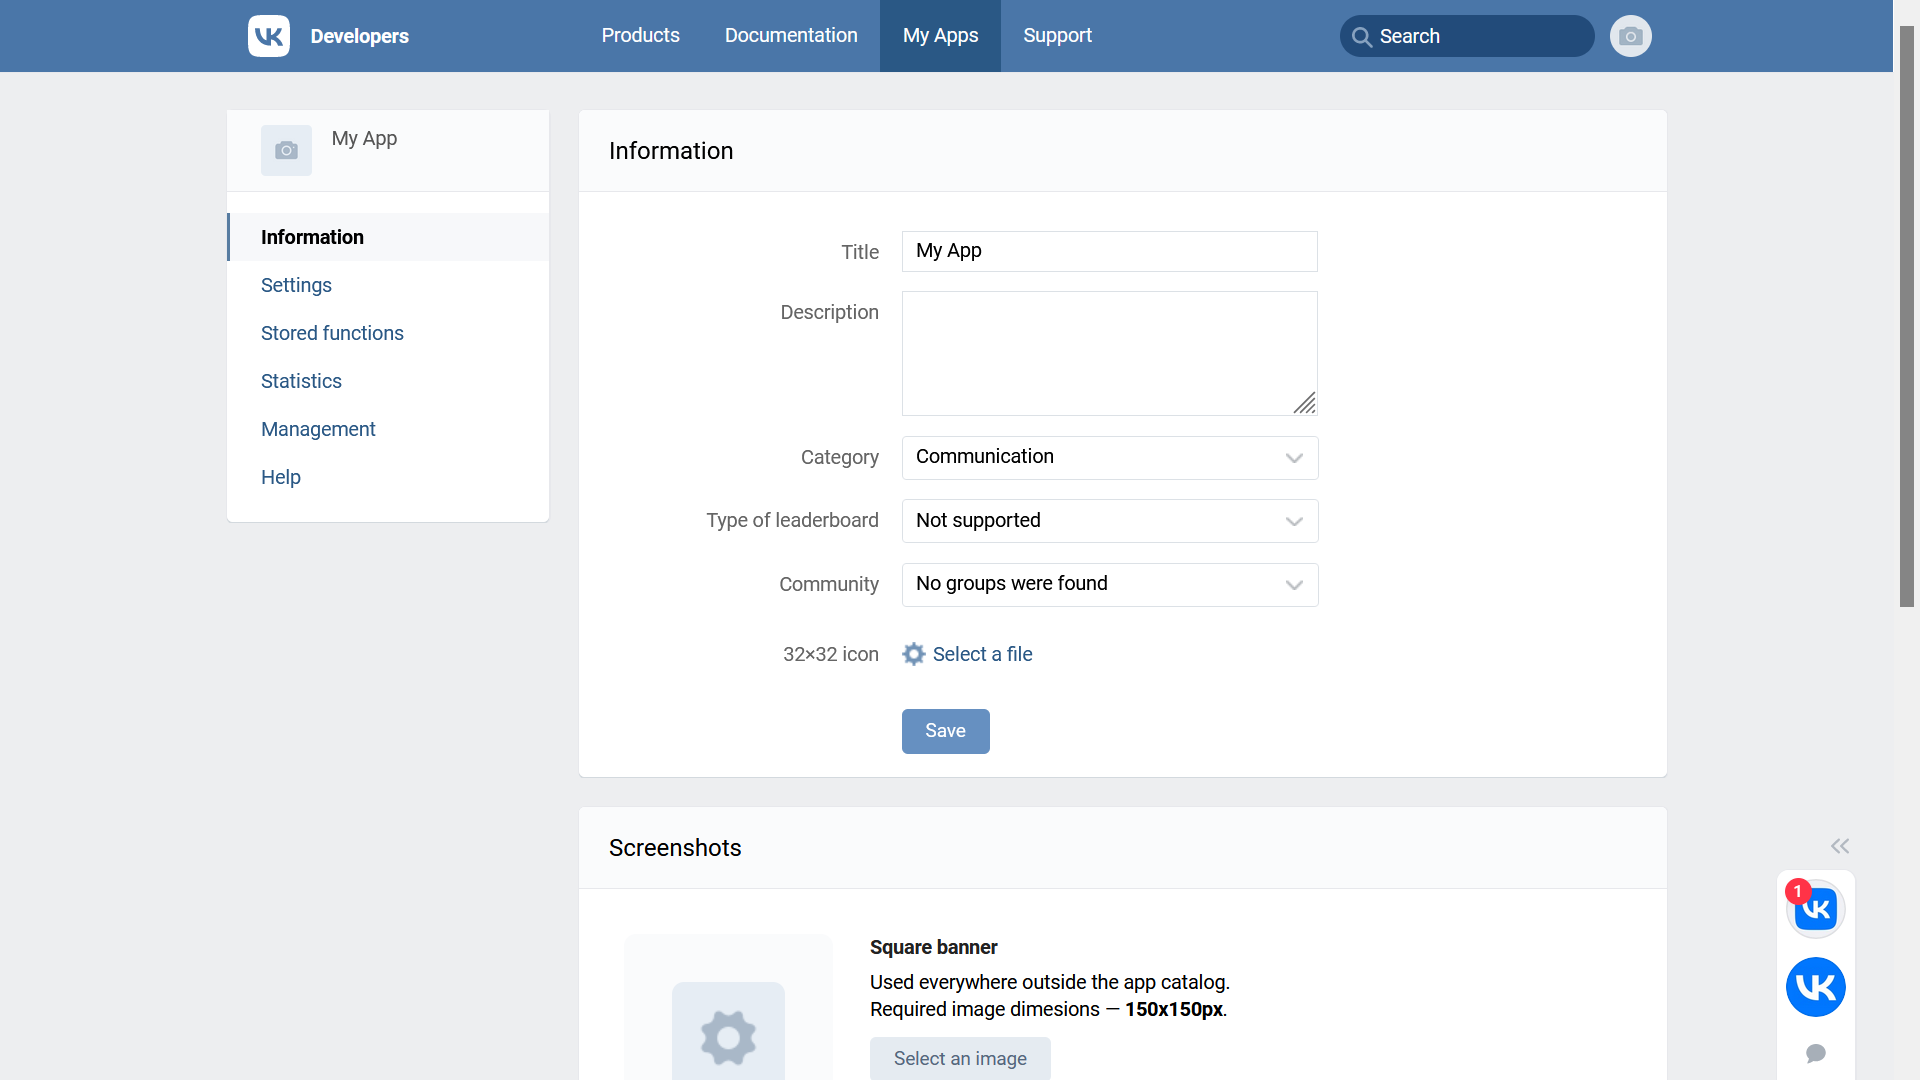 Developers
Products
Documentation
My Apps
Support
Search
My App
Information
Settings
Stored functions
Statistics
Management
Help
Information
Title
My App
Description
Category
Communication
Type of leaderboard
Not supported
Community
No groups were found
32×32 icon
Select a file
Save
Screenshots
Square banner
Used everywhere outside the app catalog.
Required image dimesions — 150x150px.
Select an image
1